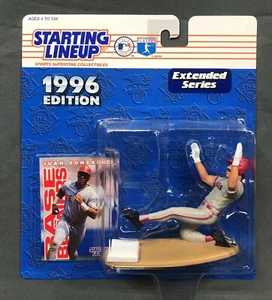 AGES 4 TO 104
STARTING
LINEUP
SPORTS SUPERSTAR COLLECTIBLES
1996
EDITION
Extended
Series
JUAN GONZALEZ
BASE